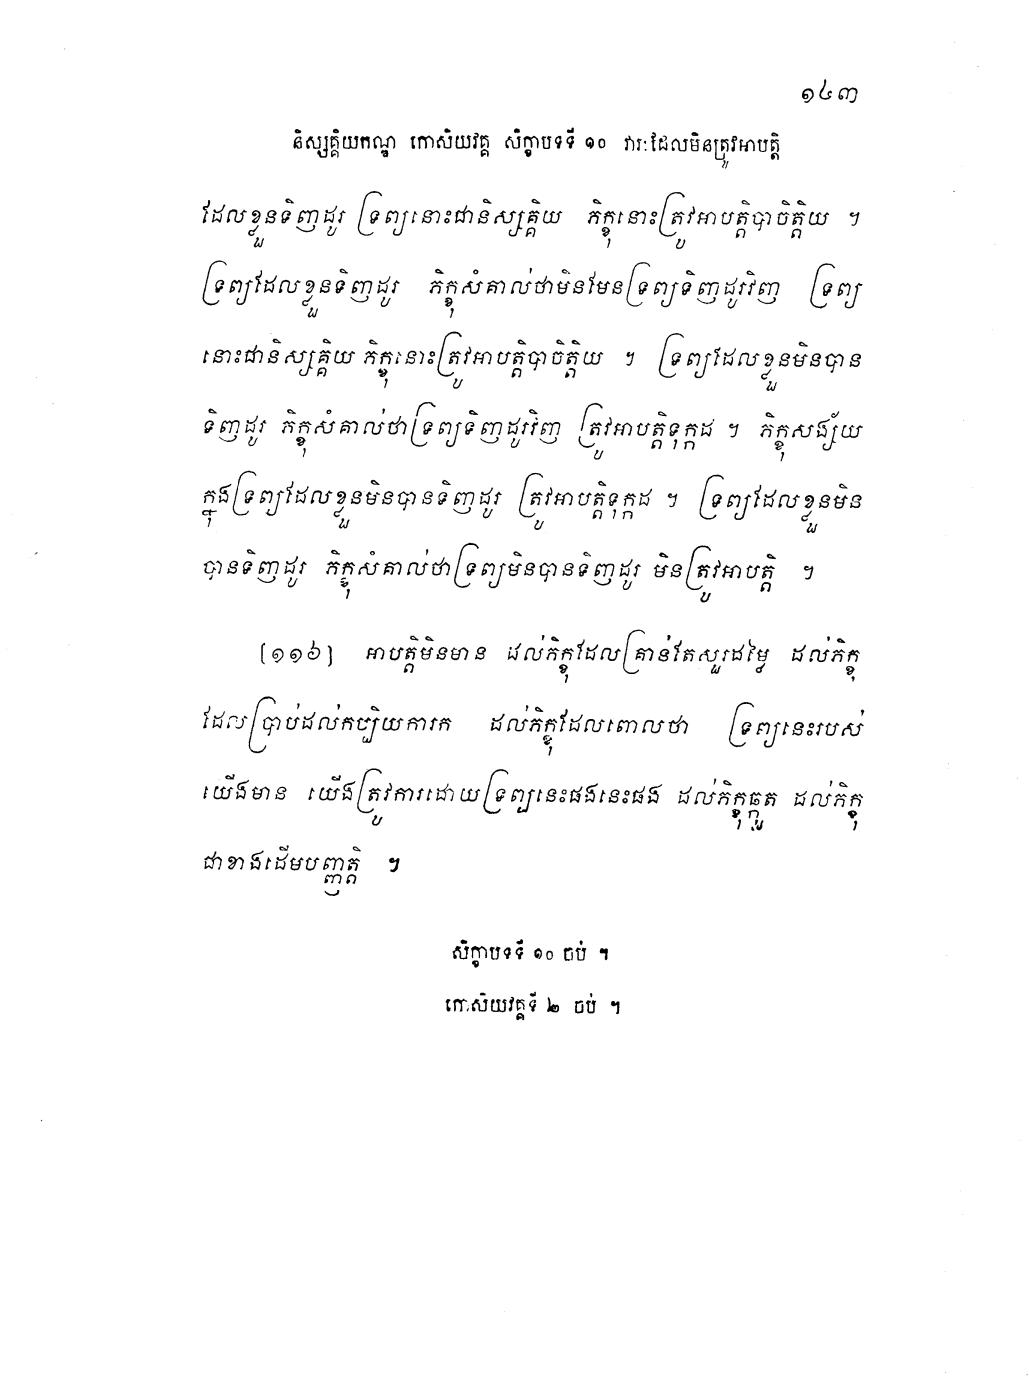 ១៤៣
និស្សគ្គិយកណ្ឌ កោសិយវគ្គ សិក្ខាបទទី ១០ វារៈដែលមិនត្រូវអាបត្តិ
ដែលខ្លួនទិញដូរ ទ្រព្យនោះជានិស្សគ្គិយ ភិក្ខុនោះត្រូវអាបត្តិបាចិត្តិយ ។
ទ្រព្យដែលខ្លួនទិញដូរ ភិក្ខុសំគាល់ថាមិនមែនទ្រព្យទិញដូរវិញ ទ្រព្យ
នោះជានិស្សគ្គិយ ភិក្ខុនោះត្រូវអាបត្តិបាចិត្តិយ ។ ទ្រព្យដែលខ្លួនមិនបាន
ទិញដូរ ភិក្ខុសំគាល់ថាទ្រព្យទិញដូរវិញ ត្រូវអាបត្តិទុក្កដ ។ ភិក្ខុសង្ស័យ
ក្នុងទ្រព្យដែលខ្លួនមិនបានទិញដូរ ត្រូវអាបត្តិទុក្កដ ។ ទ្រព្យដែលខ្លួនមិន
បានទិញដូរ ភិក្ខុសំគាល់ថាទ្រព្យមិនបានទិញដូរ មិនត្រូវអាបត្តិ ។
[១១៦] អាបត្តិមិនមាន ដល់ភិក្ខុដែលគ្រាន់តែសួរដម្លៃ ដល់ភិក្ខុ
ដែលប្រាប់ដល់កប្បិយការក ដល់ភិក្ខុដែលពោលថា ទ្រព្យនេះរបស់
យើងមាន យើងត្រូវការដោយទ្រព្យនេះផងនេះផង ដល់ភិក្ខុឆ្កួត ដល់ភិក្ខុ
ជាខាងដើមបញ្ញត្តិ ៗ
សិក្ខាបទទី ១០ ចប់ ។
កោសិយវគ្គទី ២ ចប់ ។